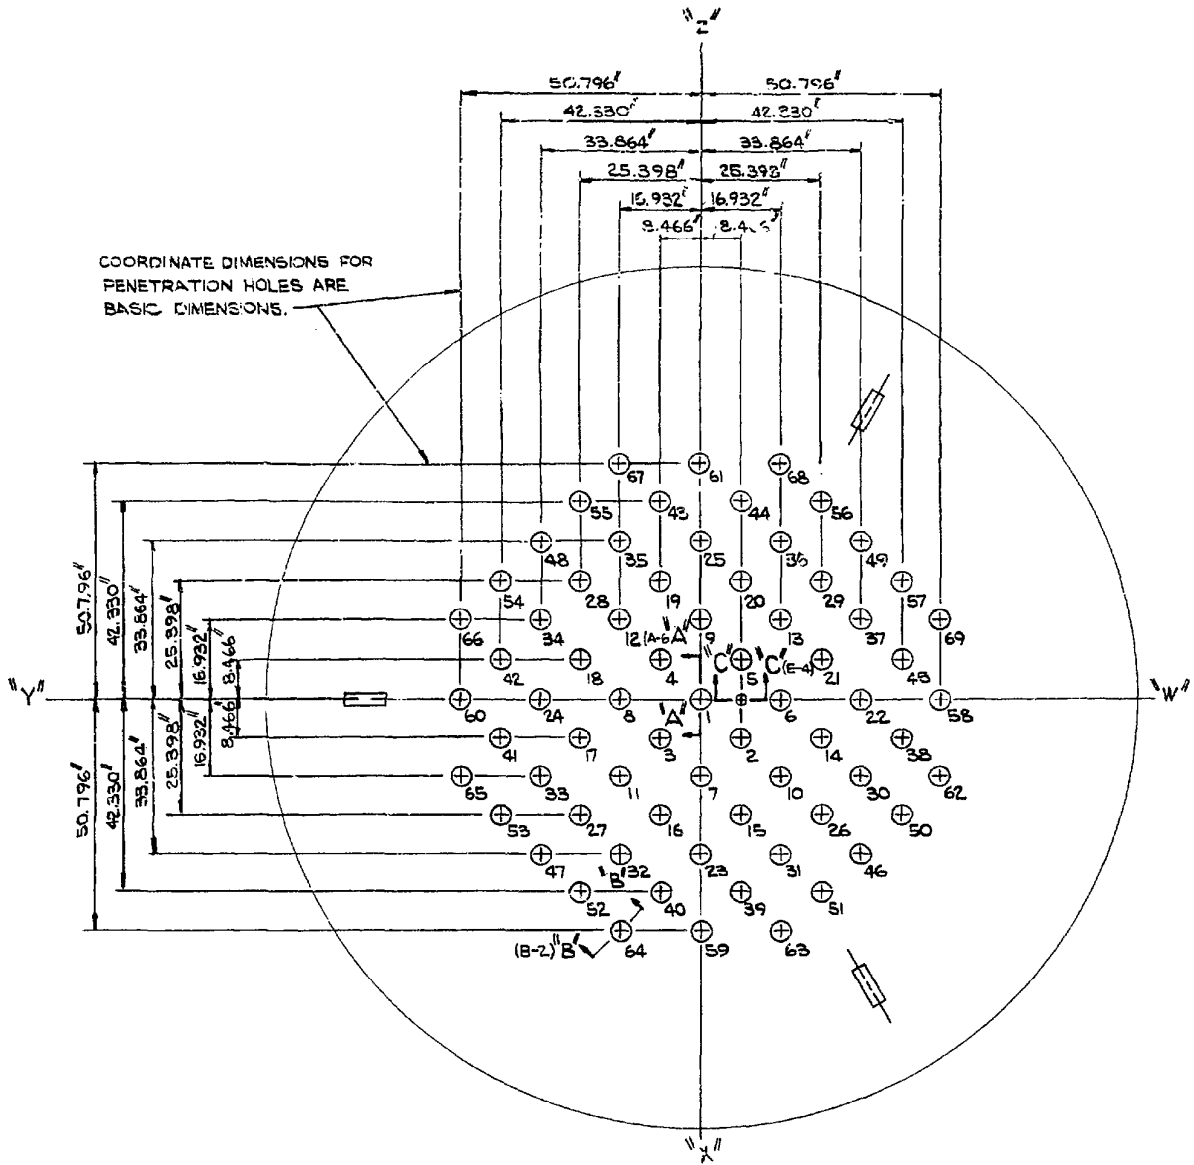 "Z"
50.796" 50.796"
42.330" 42.330"
33.864" 33.864"
25.398" 25.398"
16.932" 16.932"
8.466"
COORDINATE DIMENSIONS FOR
PENETRATION HOLES ARE
BASIC DIMENSIONS.
67 61 68
55 43 44 56
48 35 25 36 49
54 28 19 20 29 57
66 34 12 9 13 37 69
(A-6) "A"
42 18 4 5 21 45
"C" "C" (E-4)
"Y" "W"
60 24 8 1 6 22 58
"A"
41 17 3 2 14 38
65 33 11 7 10 30 62
53 27 16 15 26 50
47 32 23 31 46
"B"
52 40 39 51
(B-2) "B"
64 59 63
50.796"
42.330"
33.864"
25.398"
16.932"
8.466
50.796"
42.330"
33.864"
25.398"
16.932"
8.466"
"X"